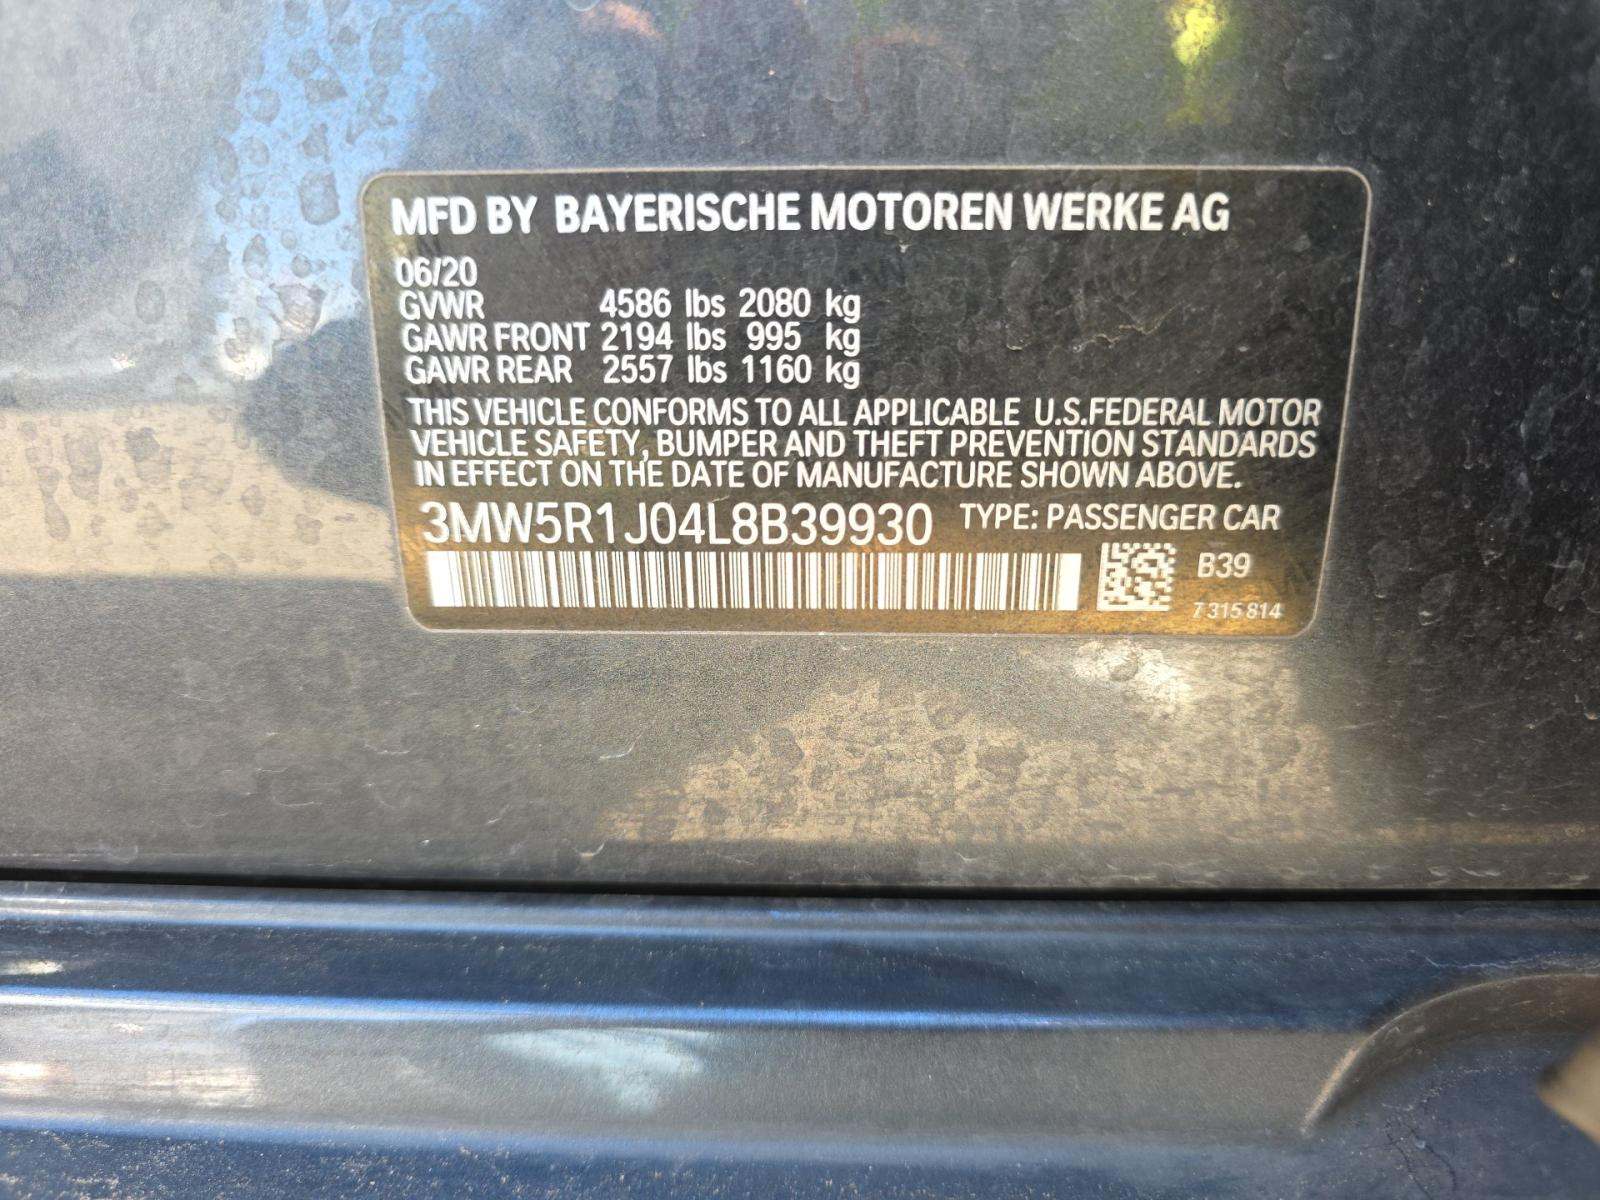 MFD BY BAYERISCHE MOTOREN WERKE AG
06/20
GVWR 4586 lbs 2080 kg
GAWR FRONT 2194 lbs 995 kg
GAWR REAR 2557 lbs 1160 kg
THIS VEHICLE CONFORMS TO ALL APPLICABLE U.S.FEDERAL MOTOR
VEHICLE SAFETY, BUMPER AND THEFT PREVENTION STANDARDS
IN EFFECT ON THE DATE OF MANUFACTURE SHOWN ABOVE.
3MW5R1J04L8B39930 TYPE: PASSENGER CAR
B39
7 315 814